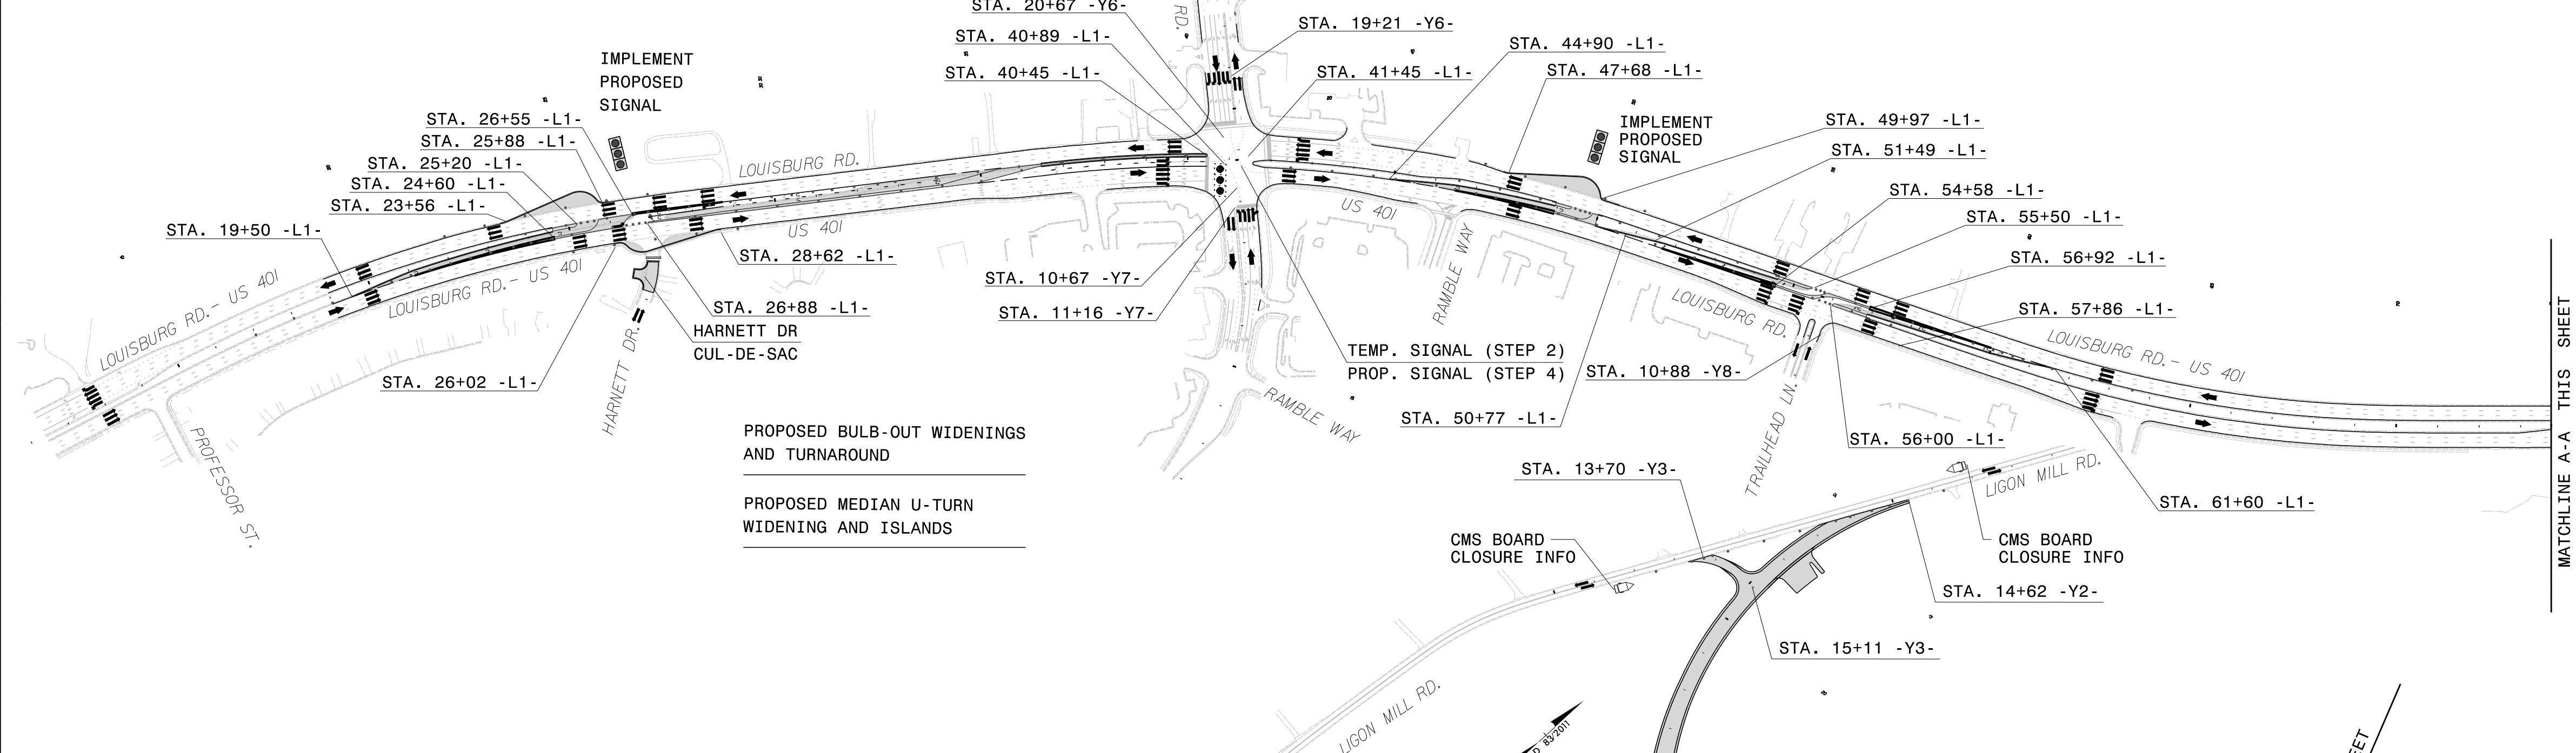 STA. 20+67 -Y6-
RD.
STA. 19+21 -Y6-
STA. 40+89 -L1-
STA. 44+90 -L1-
IMPLEMENT
PROPOSED
SIGNAL
STA. 40+45 -L1-
STA. 41+45 -L1-
STA. 47+68 -L1-
STA. 26+55 -L1-
STA. 25+88 -L1-
STA. 25+20 -L1-
STA. 24+60 -L1-
STA. 23+56 -L1-
STA. 19+50 -L1-
LOUISBURG RD.
IMPLEMENT
PROPOSED
SIGNAL
STA. 49+97 -L1-
STA. 51+49 -L1-
STA. 54+58 -L1-
STA. 55+50 -L1-
STA. 56+92 -L1-
STA. 57+86 -L1-
US 401
US 401
STA. 28+62 -L1-
LOUISBURG RD.- US 401
LOUISBURG RD.- US 401
STA. 26+88 -L1-
HARNETT DR
CUL-DE-SAC
STA. 26+02 -L1-
HARNETT DR.
PROFESSOR ST.
STA. 10+67 -Y7-
STA. 11+16 -Y7-
RAMBLE WAY
LOUISBURG RD.
LOUISBURG RD.- US 401
TEMP. SIGNAL (STEP 2)
PROP. SIGNAL (STEP 4)
STA. 10+88 -Y8-
RAMBLE WAY
STA. 50+77 -L1-
TRAILHEAD LN.
STA. 56+00 -L1-
PROPOSED BULB-OUT WIDENINGS
AND TURNAROUND
PROPOSED MEDIAN U-TURN
WIDENING AND ISLANDS
STA. 13+70 -Y3-
LIGON MILL RD.
STA. 61+60 -L1-
CMS BOARD
CLOSURE INFO
CMS BOARD
CLOSURE INFO
STA. 14+62 -Y2-
STA. 15+11 -Y3-
LIGON MILL RD.
D 83/2011
MATCHLINE A-A THIS SHEET
EET